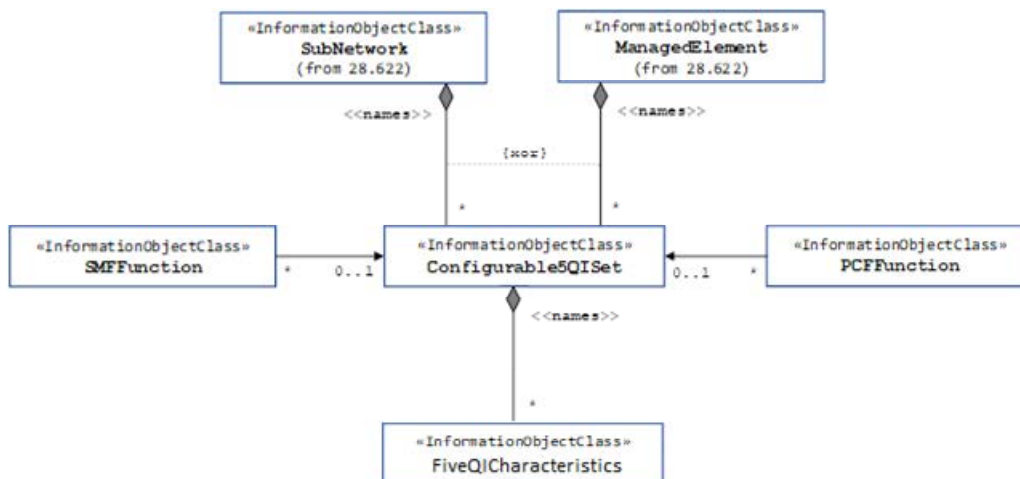 «InformationObjectClass»
SubNetwork
(from 28.622)
«InformationObjectClass»
ManagedElement
(from 28.622)
<<names>>
<<names>>
{xor}
*
*
«InformationObjectClass»
SMFFunction
*
0..1
«InformationObjectClass»
Configurable5QISet
0..1
*
«InformationObjectClass»
PCFFunction
<<names>>
*
«InformationObjectClass»
FiveQICharacteristics